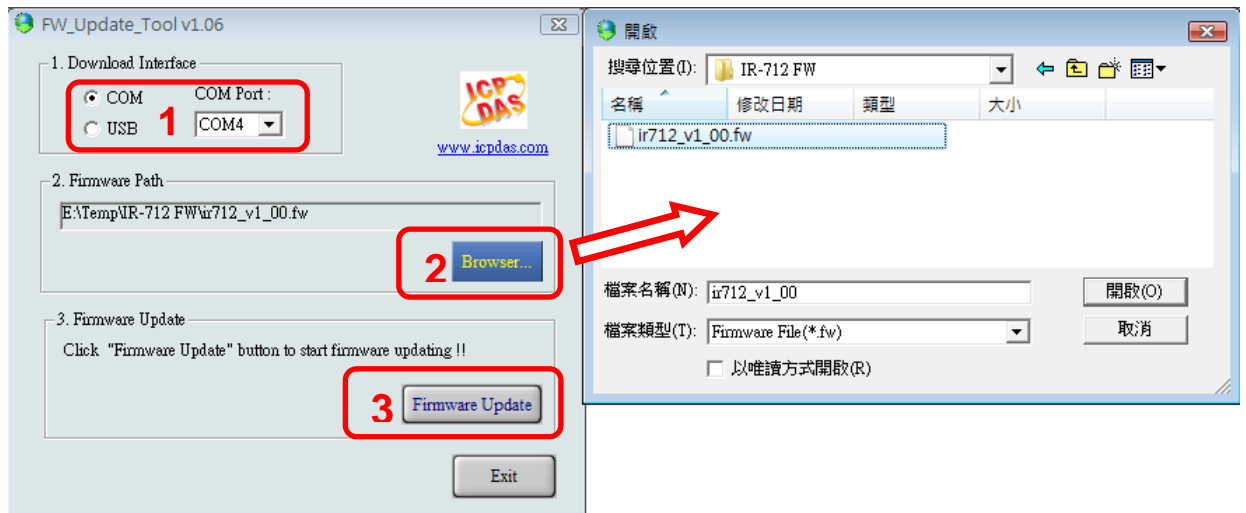 FW_Update_Tool v1.06
1. Download Interface
COM
COM Port :
USB
1
COM4
ICP DAS
www.icpdas.com
2. Firmware Path
E:\Temp\IR-712 FW\ir712_v1_00.fw
2
Browser...
3. Firmware Update
Click "Firmware Update" button to start firmware updating !!
3
Firmware Update
Exit
開啟
搜尋位置(I):
IR-712 FW
名稱
修改日期
類型
大小
ir712_v1_00.fw
檔案名稱(N):
ir712_v1_00
開啟(O)
檔案類型(T):
Firmware File(*.fw)
取消
以唯讀方式開啟(R)